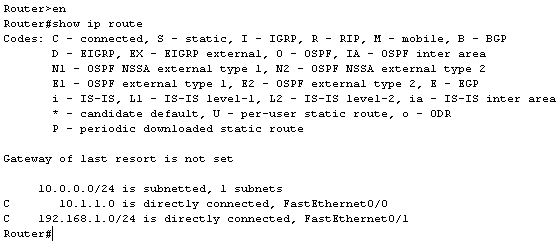 Router>en
Router#show ip route
Codes: C - connected, S - static, I - IGRP, R - RIP, M - mobile, B - BGP
       D - EIGRP, EX - EIGRP external, O - OSPF, IA - OSPF inter area
       N1 - OSPF NSSA external type 1, N2 - OSPF NSSA external type 2
       E1 - OSPF external type 1, E2 - OSPF external type 2, E - EGP
       i - IS-IS, L1 - IS-IS level-1, L2 - IS-IS level-2, ia - IS-IS inter area
       * - candidate default, U - per-user static route, o - ODR
       P - periodic downloaded static route
Gateway of last resort is not set
     10.0.0.0/24 is subnetted, 1 subnets
C       10.1.1.0 is directly connected, FastEthernet0/0
C    192.168.1.0/24 is directly connected, FastEthernet0/1
Router#